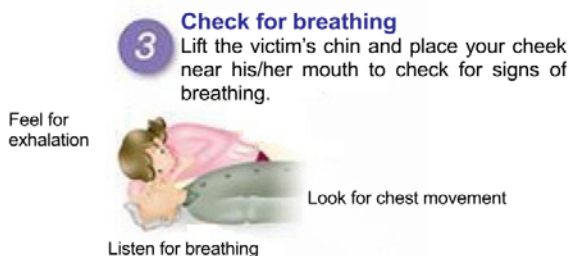 3
Check for breathing
Lift the victim's chin and place your cheek
near his/her mouth to check for signs of
breathing.
Feel for
exhalation
Look for chest movement
Listen for breathing